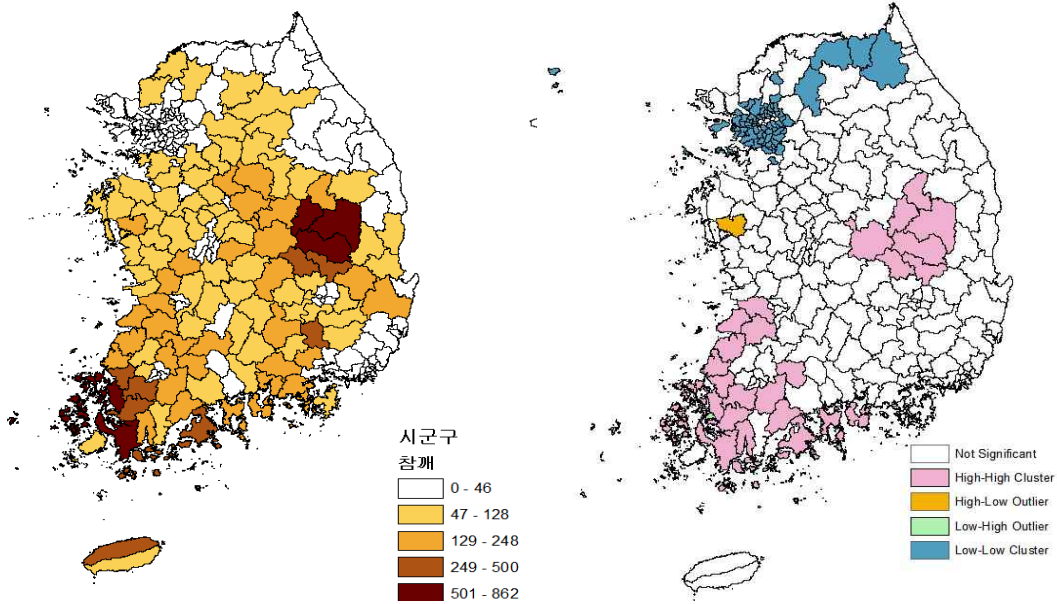 시군구
참깨
0 - 46
47 - 128
129 - 248
249 - 500
501 - 862
Not Significant
High-High Cluster
High-Low Outlier
Low-High Outlier
Low-Low Cluster